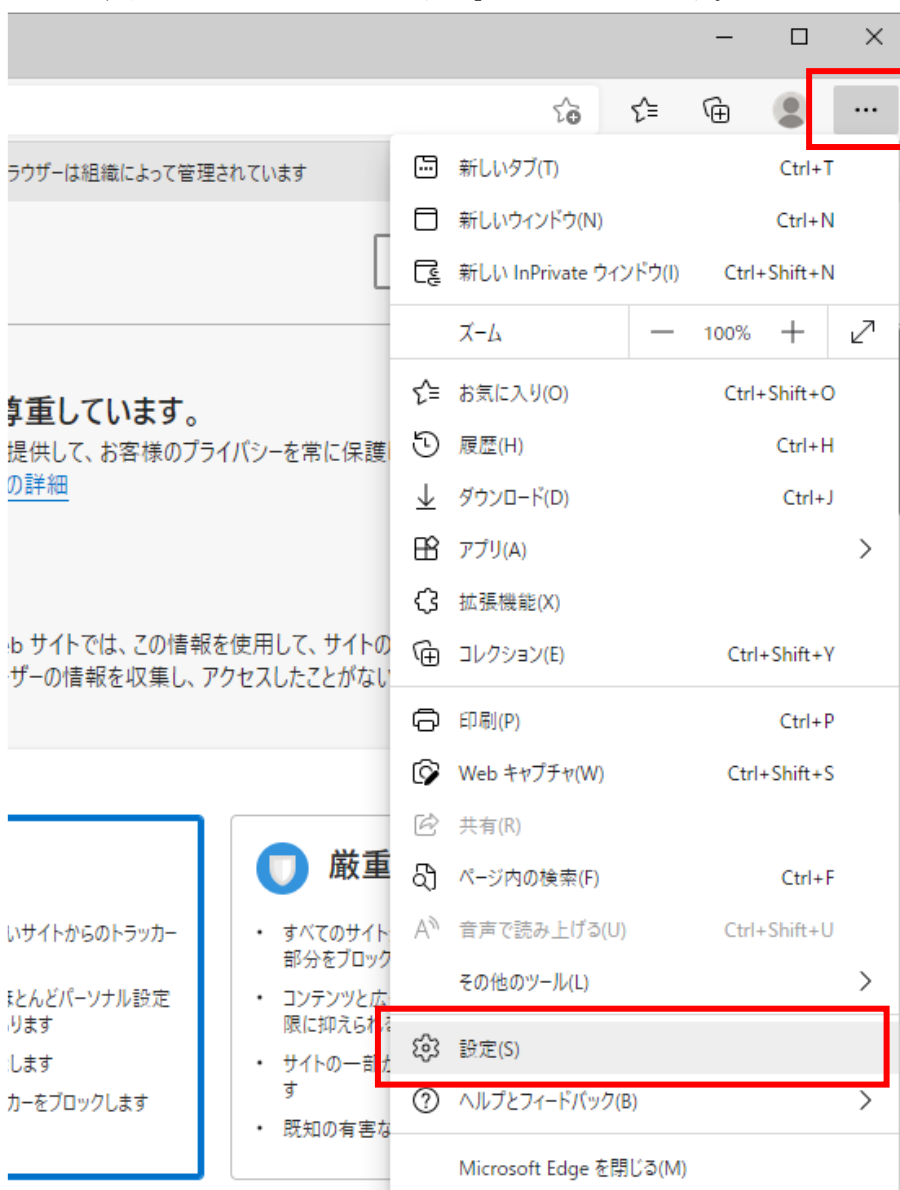 ラウザーは組織によって管理されています
新しいタブ(T) Ctrl+T
新しいウィンドウ(N) Ctrl+N
新しい InPrivate ウィンドウ(I) Ctrl+Shift+N
ズーム 100%
お気に入り(O) Ctrl+Shift+O
履歴(H) Ctrl+H
ダウンロード(D) Ctrl+J
アプリ(A)
拡張機能(X)
コレクション(E) Ctrl+Shift+Y
印刷(P) Ctrl+P
Web キャプチャ(W) Ctrl+Shift+S
共有(R)
ページ内の検索(F) Ctrl+F
音声で読み上げる(U) Ctrl+Shift+U
その他のツール(L)
設定(S)
ヘルプとフィードバック(B)
Microsoft Edge を閉じる(M)
尊重しています。
提供して、お客様のプライバシーを常に保護
の詳細
eb サイトでは、この情報を使用して、サイトの
ーザーの情報を収集し、アクセスしたことがない
いサイトからのトラッカー
ほとんどパーソナル設定
ります
します
カーをブロックします
厳重
• すべてのサイト
部分をブロック
• コンテンツと広
限に抑えられ
• サイトの一部が
す
• 既知の有害な